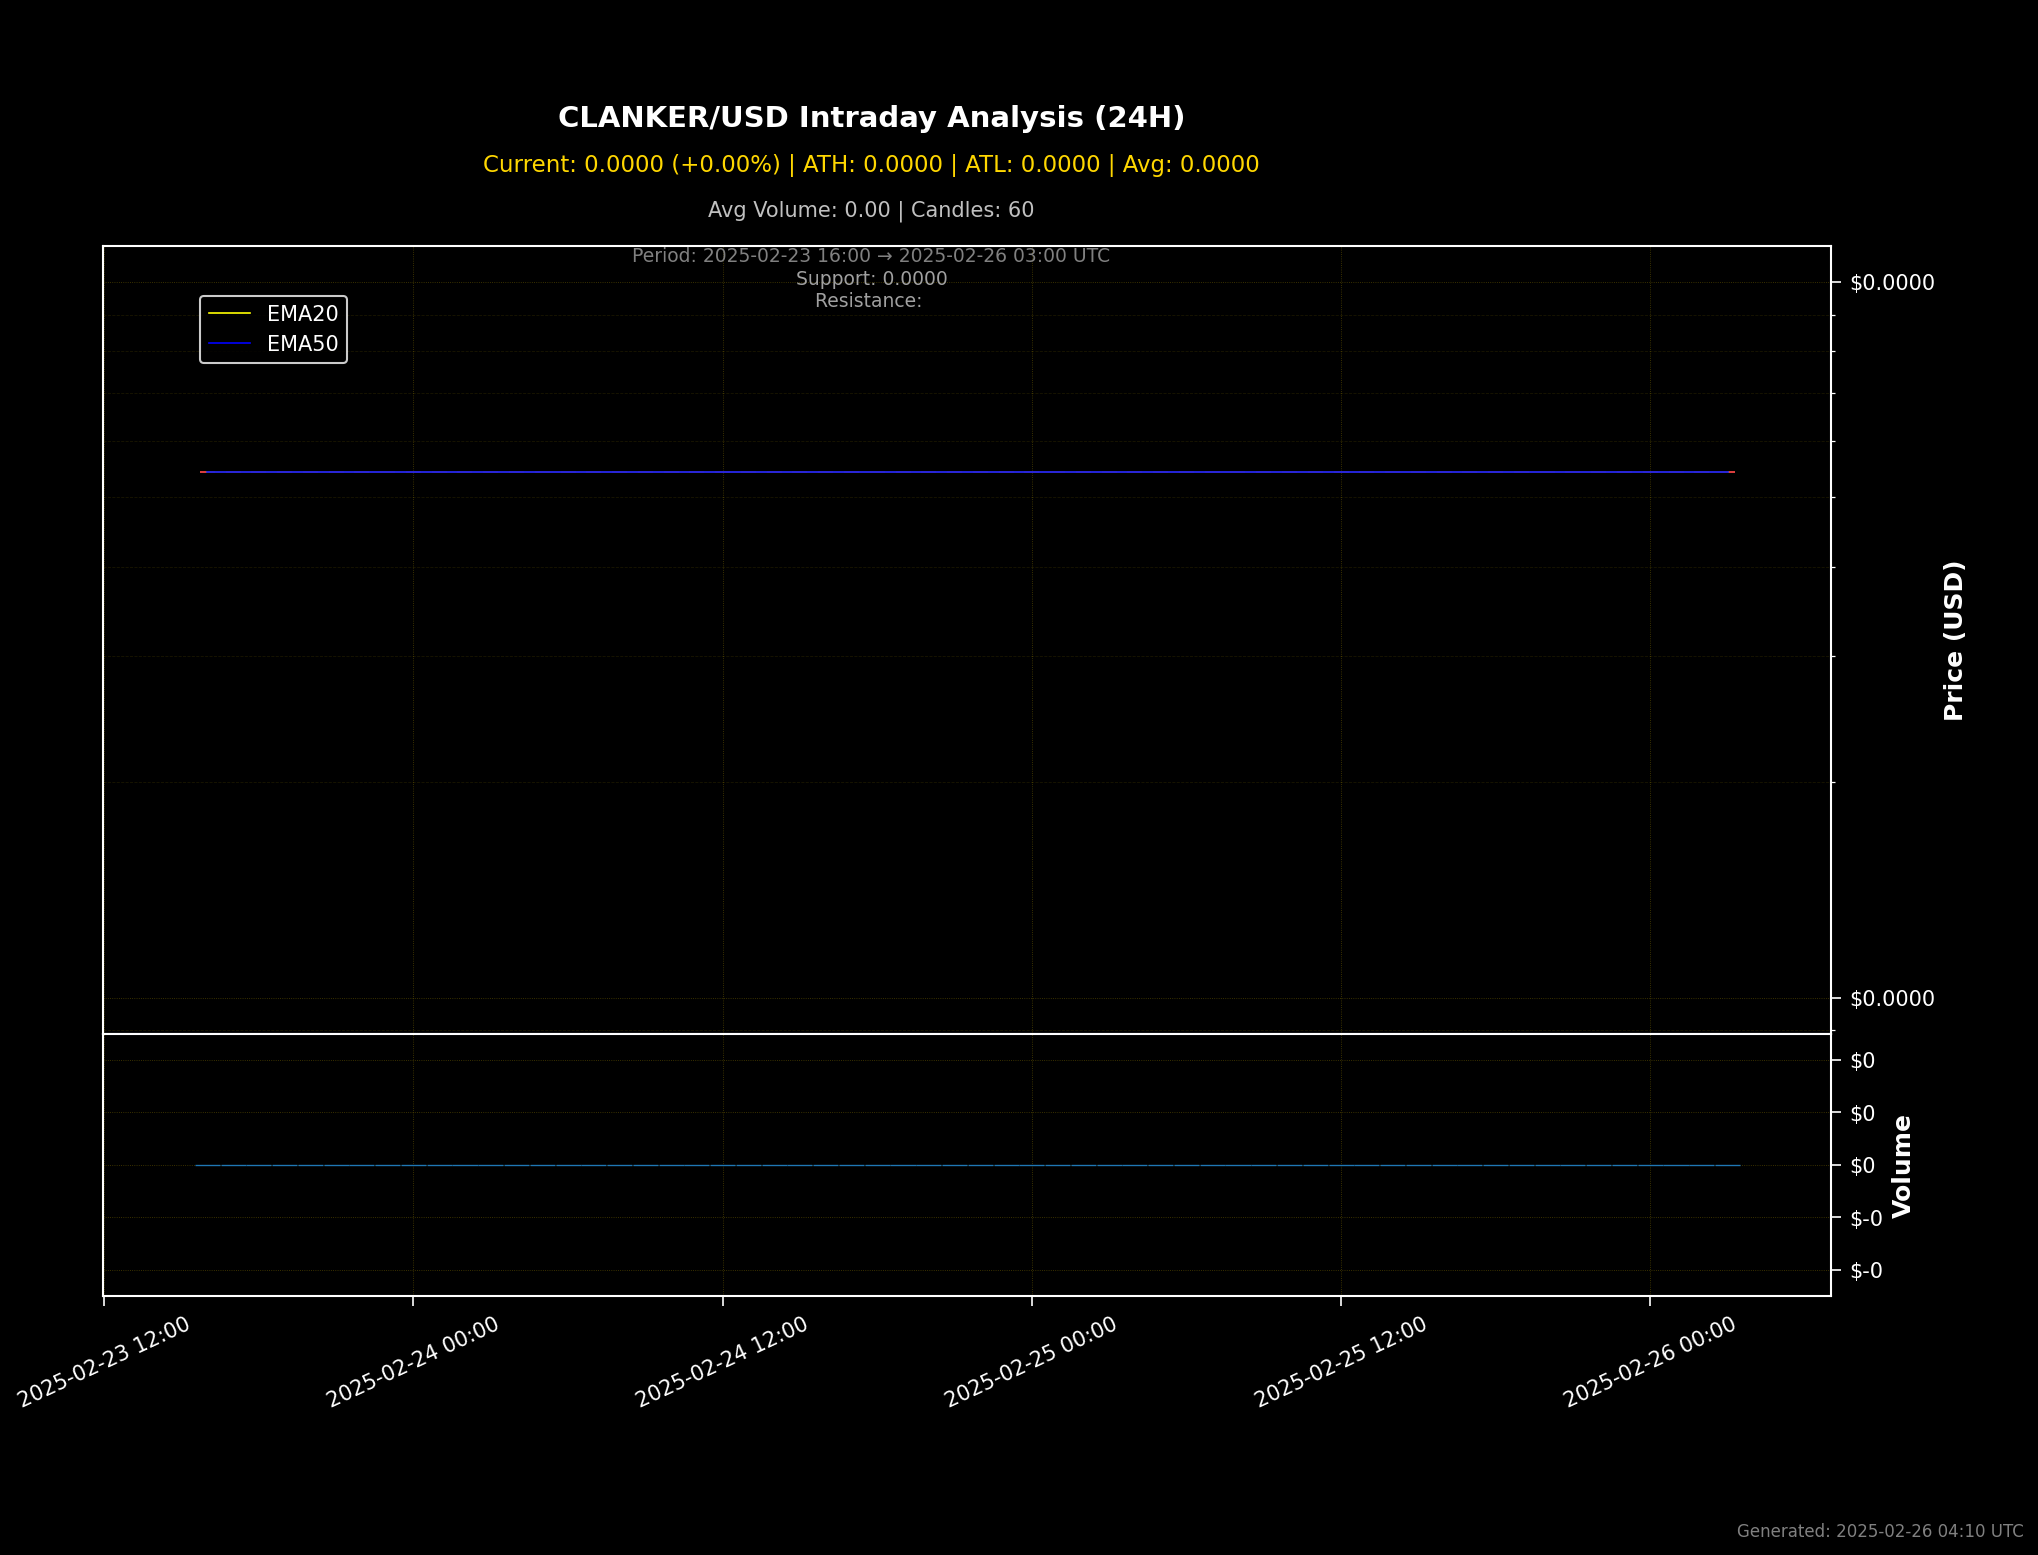 CLANKER/USD Intraday Analysis (24H)
Current: 0.0000 (+0.00%) | ATH: 0.0000 | ATL: 0.0000 | Avg: 0.0000
Avg Volume: 0.00 | Candles: 60
Period: 2025-02-23 16:00 → 2025-02-26 03:00 UTC
Support: 0.0000
Resistance:
EMA20
EMA50
$0.0000
$0.0000
Price (USD)
$0
$0
$0
$-0
$-0
Volume
2025-02-23 12:00
2025-02-24 00:00
2025-02-24 12:00
2025-02-25 00:00
2025-02-25 12:00
2025-02-26 00:00
Generated: 2025-02-26 04:10 UTC